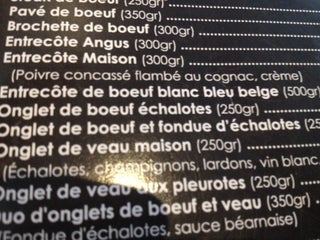 de boeuf (250gr)
Pavé de boeuf (350gr)
Brochette de boeuf (300gr)
Entrecôte Angus (300gr)
Entrecôte Maison (300gr)
(Poivre concassé flambé au cognac, crème)
Entrecôte de boeuf blanc bleu belge (500gr)
Onglet de boeuf échalotes (250gr)
Onglet de boeuf et fondue d'échalotes (25
Onglet de veau maison (250gr)
(Échalotes, champignons, lardons, vin blanc,
Onglet de veau aux pleurotes (250gr)
Duo d'onglets de boeuf et veau (350gr)
(Fondue d'échalotes, sauce béarnaise)